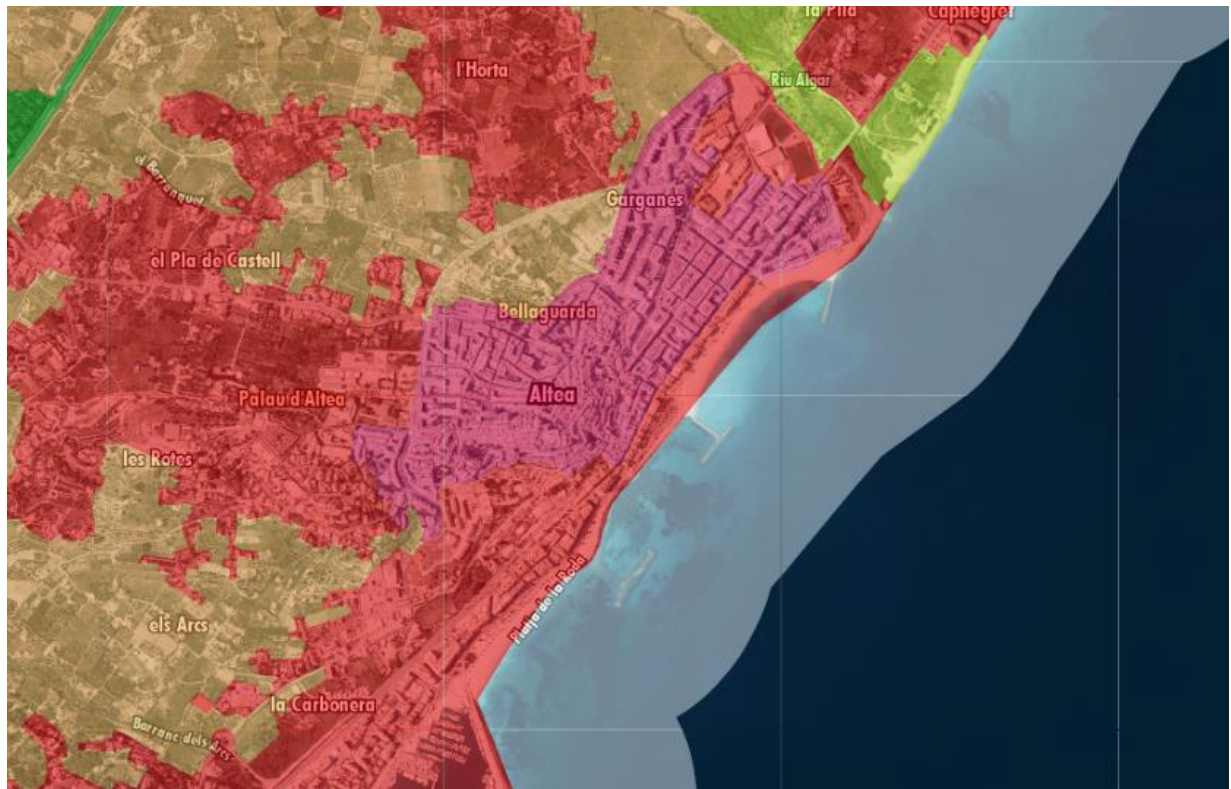 la Pila
Capnegret
l'Horta
Riu Algar
el Barranquet
Garganes
el Pla de Castell
Bellaguarda
Altea
Palau d'Altea
les Rotes
Platja de la Roda
els Arcs
la Carbonera
Barranc dels Arcs